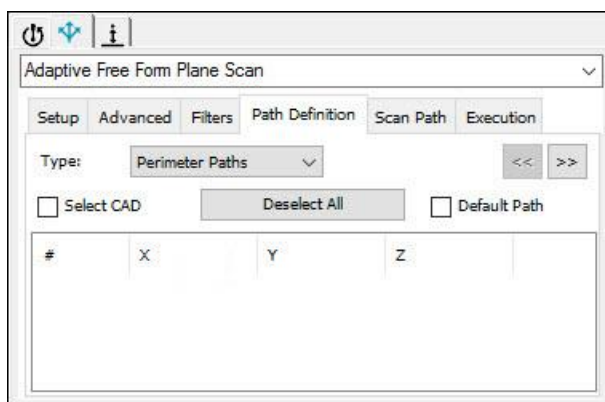 Adaptive Free Form Plane Scan
Setup Advanced Filters Path Definition Scan Path Execution
Type: Perimeter Paths << >>
Select CAD Deselect All Default Path
# X Y Z